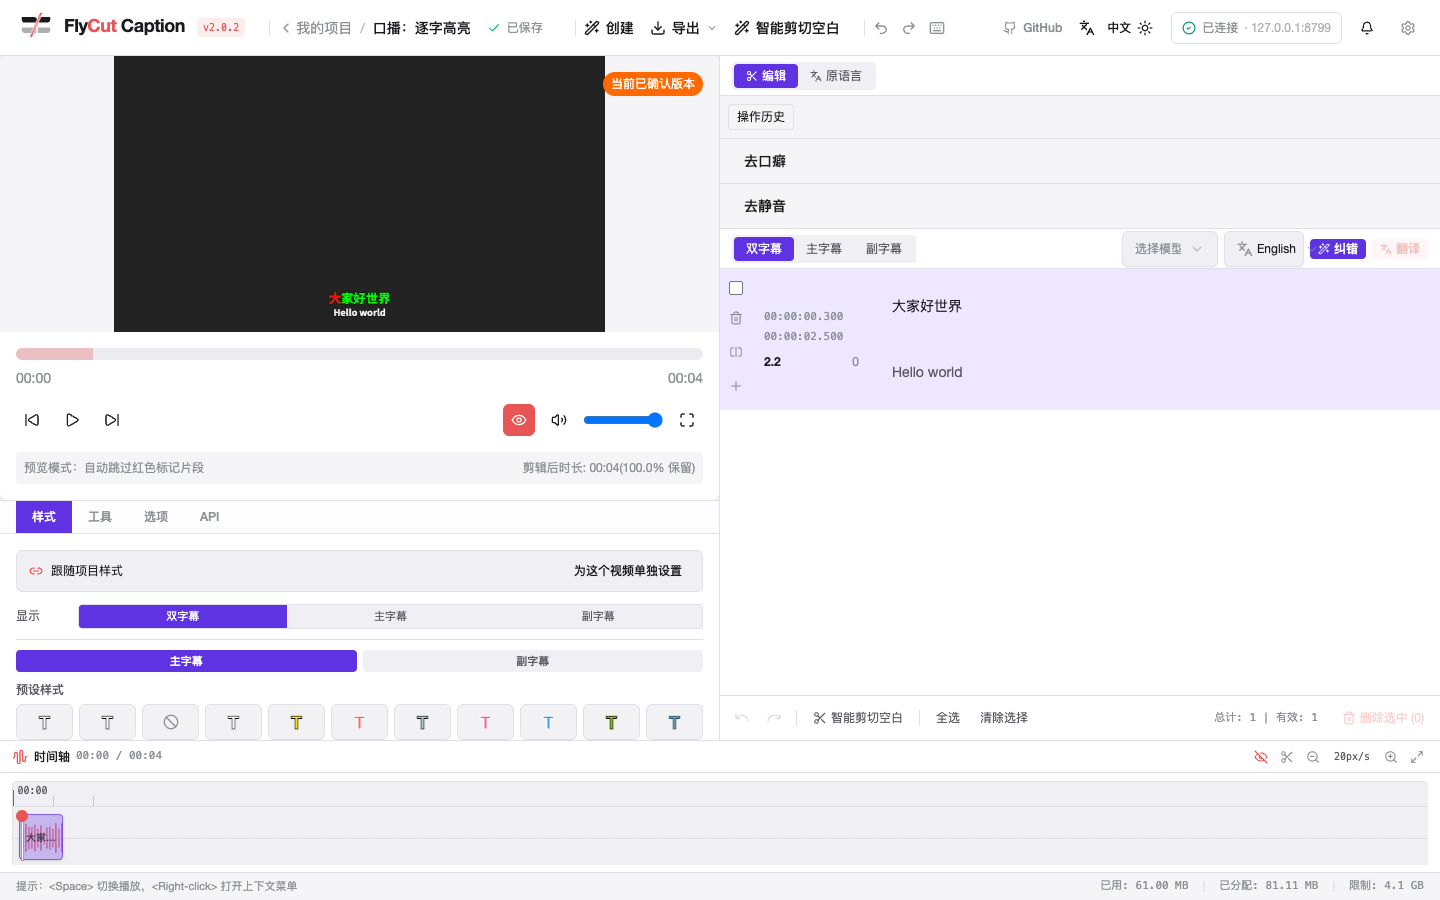 FlyCut Caption v2.0.2 我的项目 / 口播：逐字高亮 已保存 创建 导出 智能剪切空白 GitHub 中文 已连接 · 127.0.0.1:8799
当前已确认版本
大家好世界
Hello world
00:00 00:04
预览模式：自动跳过红色标记片段 剪辑后时长: 00:04(100.0% 保留)
样式 工具 选项 API
跟随项目样式 为这个视频单独设置
显示 双字幕 主字幕 副字幕
主字幕 副字幕
预设样式
T T T T T T T T T T
编辑 原语言
操作历史
去口癖
去静音
双字幕 主字幕 副字幕 选择模型 English 纠错 翻译
大家好世界
00:00:00.300
00:00:02.500
2.2 0
Hello world
智能剪切空白 全选 清除选择 总计: 1 | 有效: 1 删除选中 (0)
时间轴 00:00 / 00:04 20px/s
00:00
大家...
提示: <Space> 切换播放, <Right-click> 打开上下文菜单 已用: 61.00 MB 已分配: 81.11 MB 限制: 4.1 GB